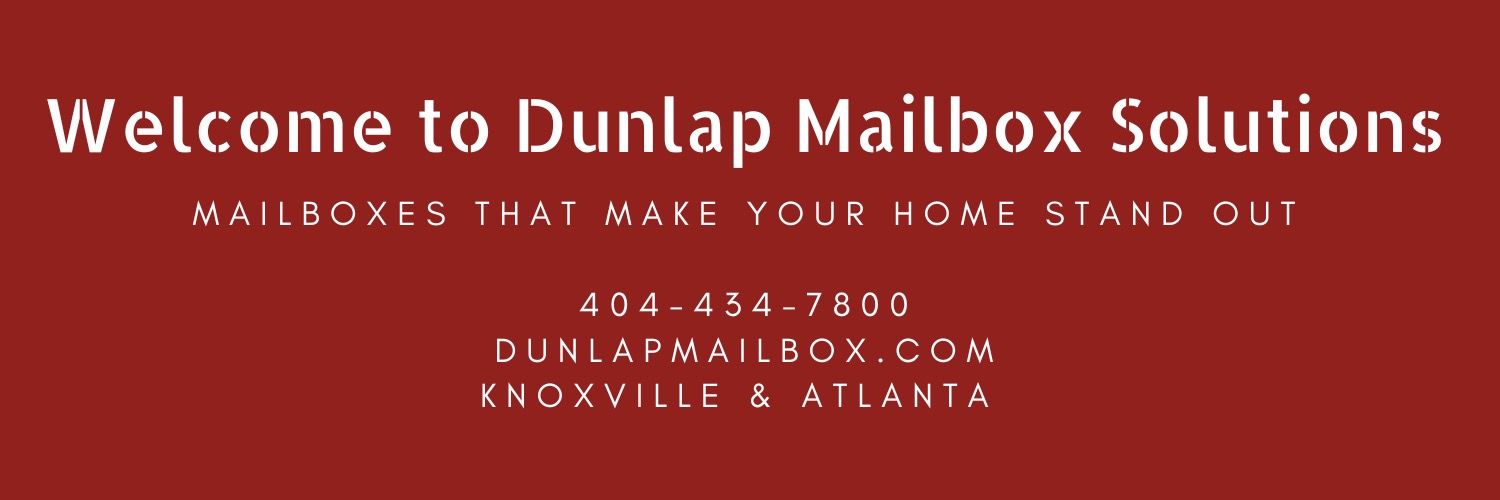 Welcome to Dunlap Mailbox Solutions
MAILBOXES THAT MAKE YOUR HOME STAND OUT
404-434-7800
DUNLAPMAILBOX.COM
KNOXVILLE & ATLANTA